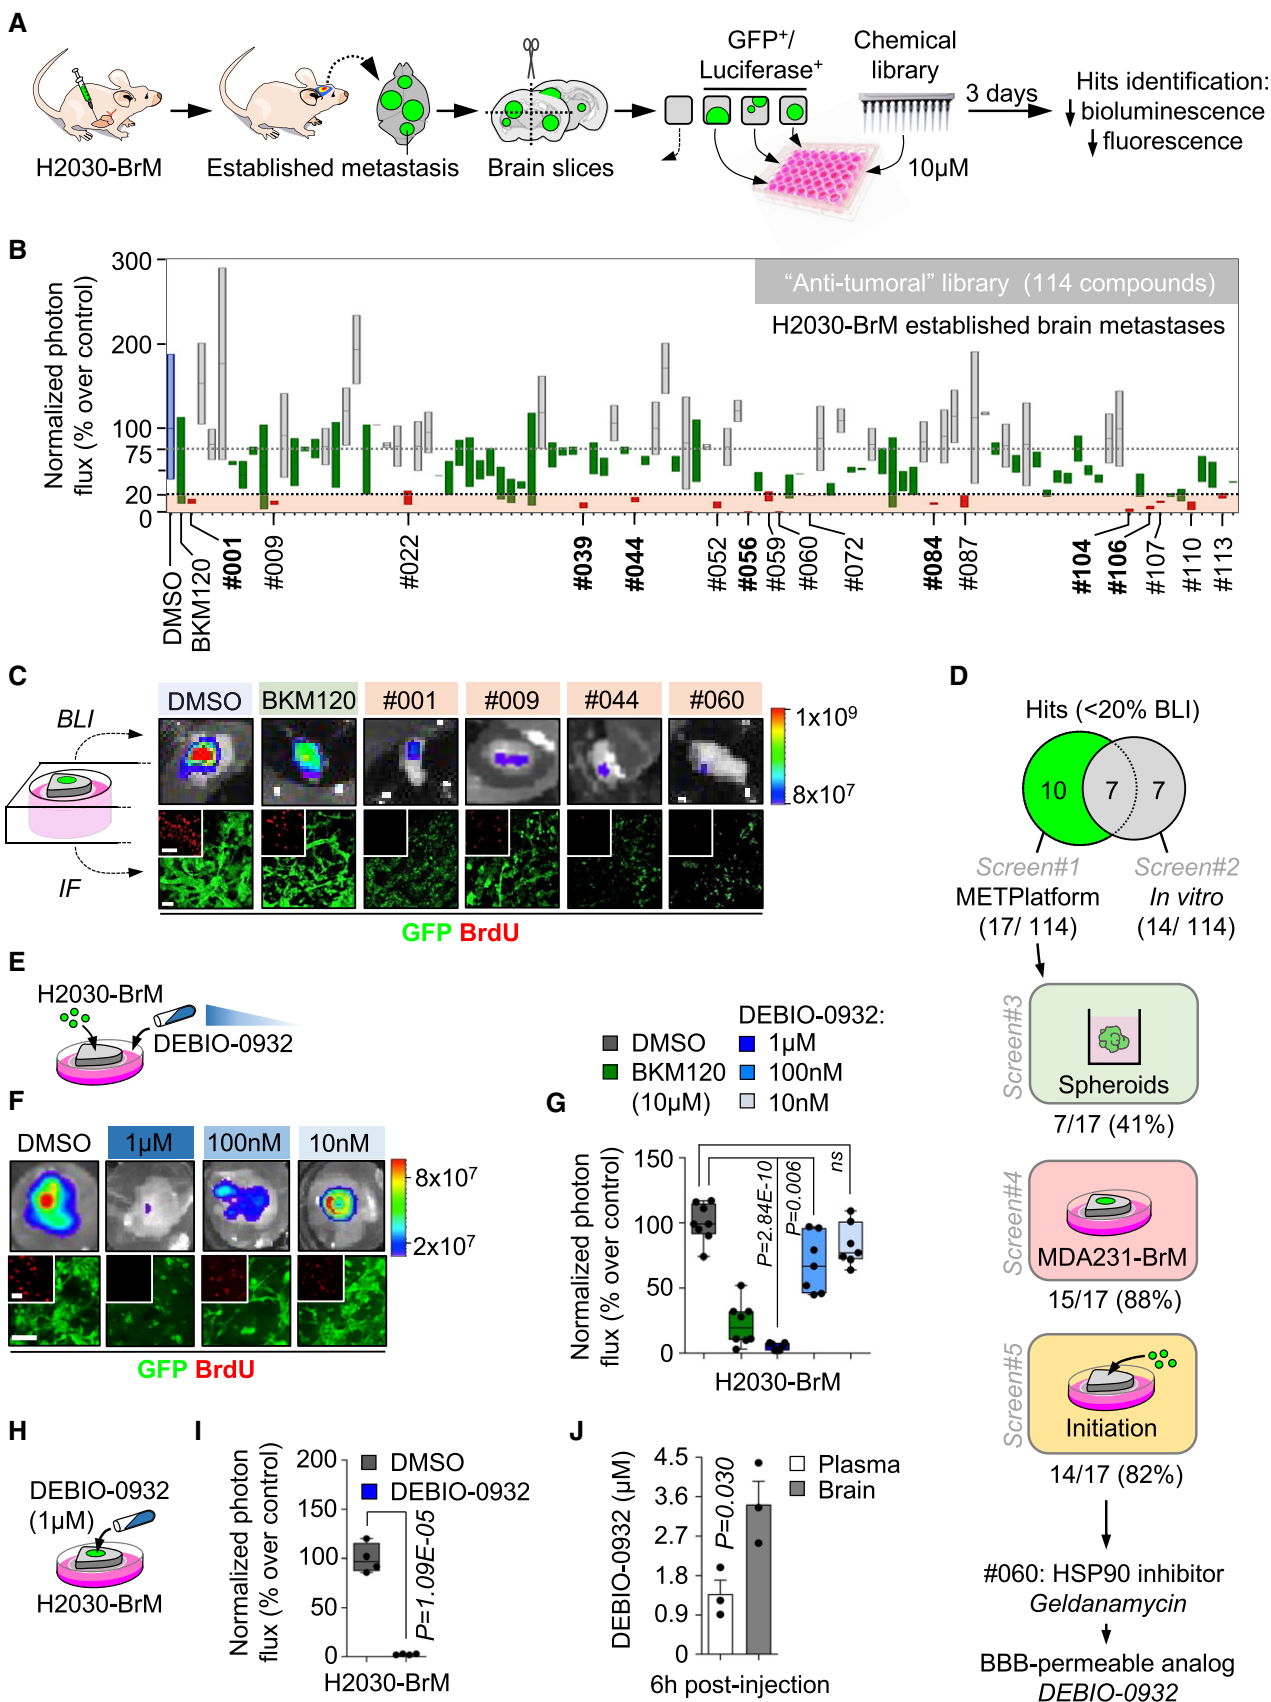 A
H2030-BrM
Established metastasis
Brain slices
GFP⁺/
Luciferase⁺
Chemical
library
10µM
3 days
Hits identification:
bioluminescence
fluorescence
B
Normalized photon
flux (% over control)
300
200
100
75
20
0
“Anti-tumoral” library (114 compounds)
H2030-BrM established brain metastases
DMSO
BKM120
#001
#009
#022
#039
#044
#052
#056
#059
#060
#072
#084
#087
#104
#106
#107
#110
#113
C
BLI
IF
DMSO
BKM120
#001
#009
#044
#060
1x10⁹
8x10⁷
GFP BrdU
D
Hits (<20% BLI)
10
7
7
Screen#1
METPlatform
(17/ 114)
Screen#2
In vitro
(14/ 114)
Screen#3
Spheroids
7/17 (41%)
Screen#4
MDA231-BrM
15/17 (88%)
Screen#5
Initiation
14/17 (82%)
#060: HSP90 inhibitor
Geldanamycin
BBB-permeable analog
DEBIO-0932
E
H2030-BrM
DEBIO-0932
F
DMSO
1µM
100nM
10nM
8x10⁷
2x10⁷
GFP BrdU
G
DMSO
BKM120
(10µM)
DEBIO-0932:
1µM
100nM
10nM
Normalized photon
flux (% over control)
150
100
50
0
P=2.84E-10
P=0.006
ns
H2030-BrM
H
DEBIO-0932
(1µM)
H2030-BrM
I
Normalized photon
flux (% over control)
200
150
100
50
0
DMSO
DEBIO-0932
P=1.09E-05
H2030-BrM
J
DEBIO-0932 (µM)
4.5
3.6
2.7
1.8
0.9
0
P=0.030
Plasma
Brain
6h post-injection